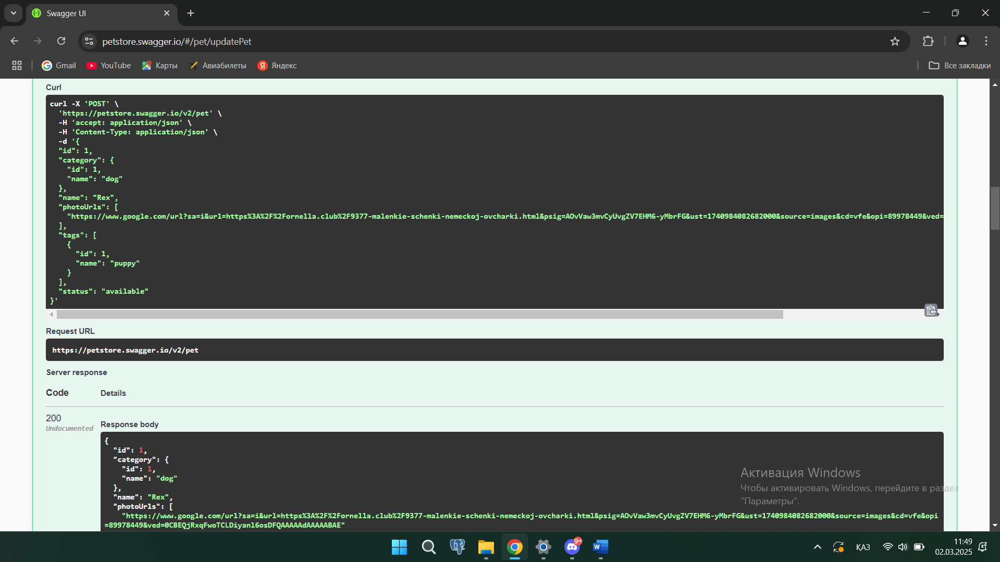 Swagger UI
petstore.swagger.io/#/pet/updatePet
Gmail YouTube Карты Авиабилеты Яндекс Все закладки
Curl
curl -X 'POST' \
'https://petstore.swagger.io/v2/pet' \
-H 'accept: application/json' \
-H 'Content-Type: application/json' \
-d '{
"id": 1,
"category": {
"id": 1,
"name": "dog"
},
"name": "Rex",
"photoUrls": [
"https://www.google.com/url?sa=i&url=https%3A%2F%2Fornella.club%2F9377-malenkie-schenki-nemeckoj-ovcharki.html&psig=AOvVaw3mvCyUvgZV7EHM6-yMbrFG&ust=1740984082682000&source=images&cd=vfe&opi=89978449&ved=
],
"tags": [
{
"id": 1,
"name": "puppy"
}
],
"status": "available"
}'
Request URL
https://petstore.swagger.io/v2/pet
Server response
Code Details
200
Undocumented
Response body
{
"id": 1,
"category": {
"id": 1,
"name": "dog"
},
"name": "Rex",
"photoUrls": [
"https://www.google.com/url?sa=i&url=https%3A%2F%2Fornella.club%2F9377-malenkie-schenki-nemeckoj-ovcharki.html&psig=AOvVaw3mvCyUvgZV7EHM6-yMbrFG&ust=1740984082682000&source=images&cd=vfe&opi
=89978449&ved=0CBEQjRxqFwoTCLDiyanl6osDFQAAAAAdAAAAABAE"
Активация Windows
Чтобы активировать Windows, перейдите в раздел
"Параметры".
9+
ҚАЗ
11:49
02.03.2025